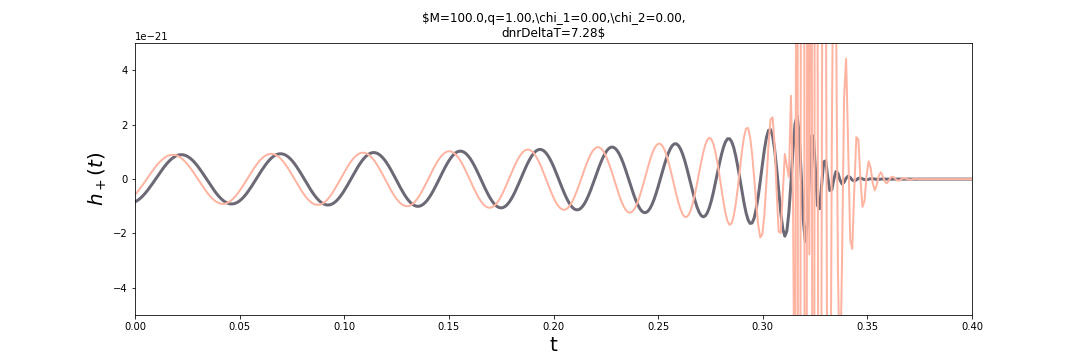 $M=100.0,q=1.00,\chi_1=0.00,\chi_2=0.00,
dnrDeltaT=7.28$
1e−21
4
2
0
−2
−4
h₊(t)
0.00 0.05 0.10 0.15 0.20 0.25 0.30 0.35 0.40
t